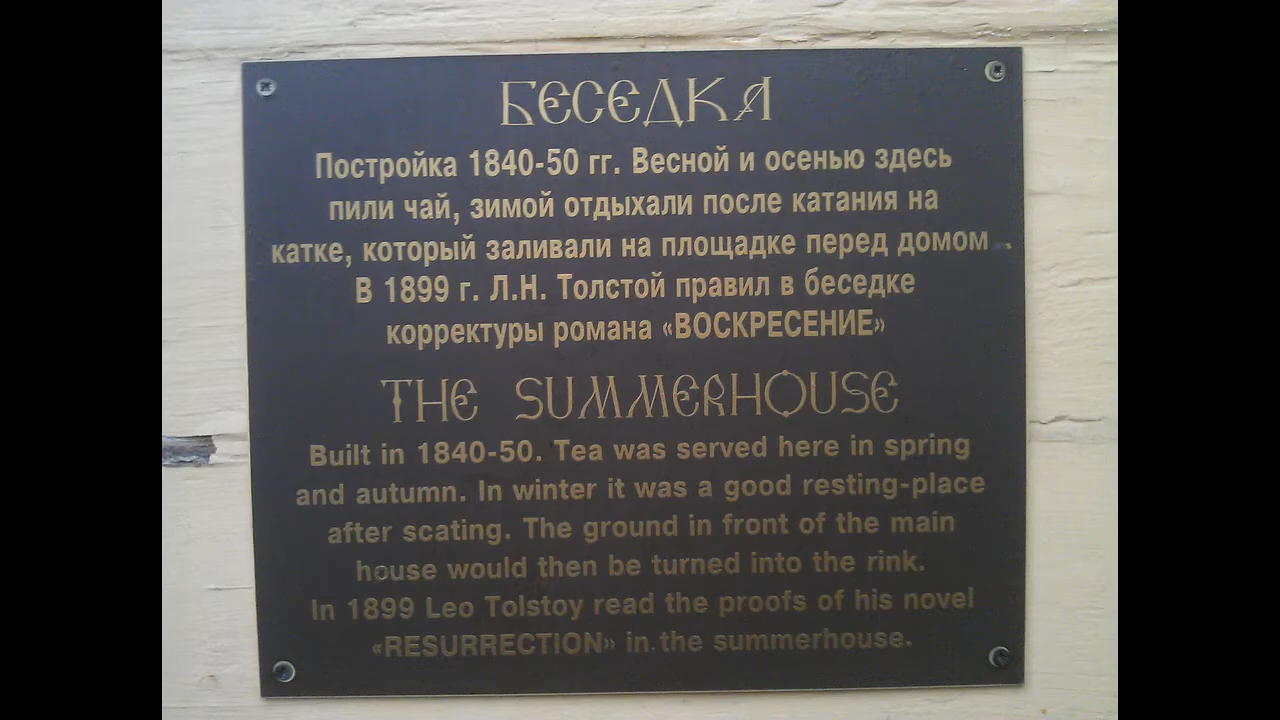 БЕСЕДКА
Постройка 1840-50 гг. Весной и осенью здесь
пили чай, зимой отдыхали после катания на
катке, который заливали на площадке перед домом
В 1899 г. Л.Н. Толстой правил в беседке
корректуры романа «ВОСКРЕСЕНИЕ»
THE SUMMERHOUSE
Built in 1840-50. Tea was served here in spring
and autumn. In winter it was a good resting-place
after scating. The ground in front of the main
house would then be turned into the rink.
In 1899 Leo Tolstoy read the proofs of his novel
«RESURRECTION» in the summerhouse.